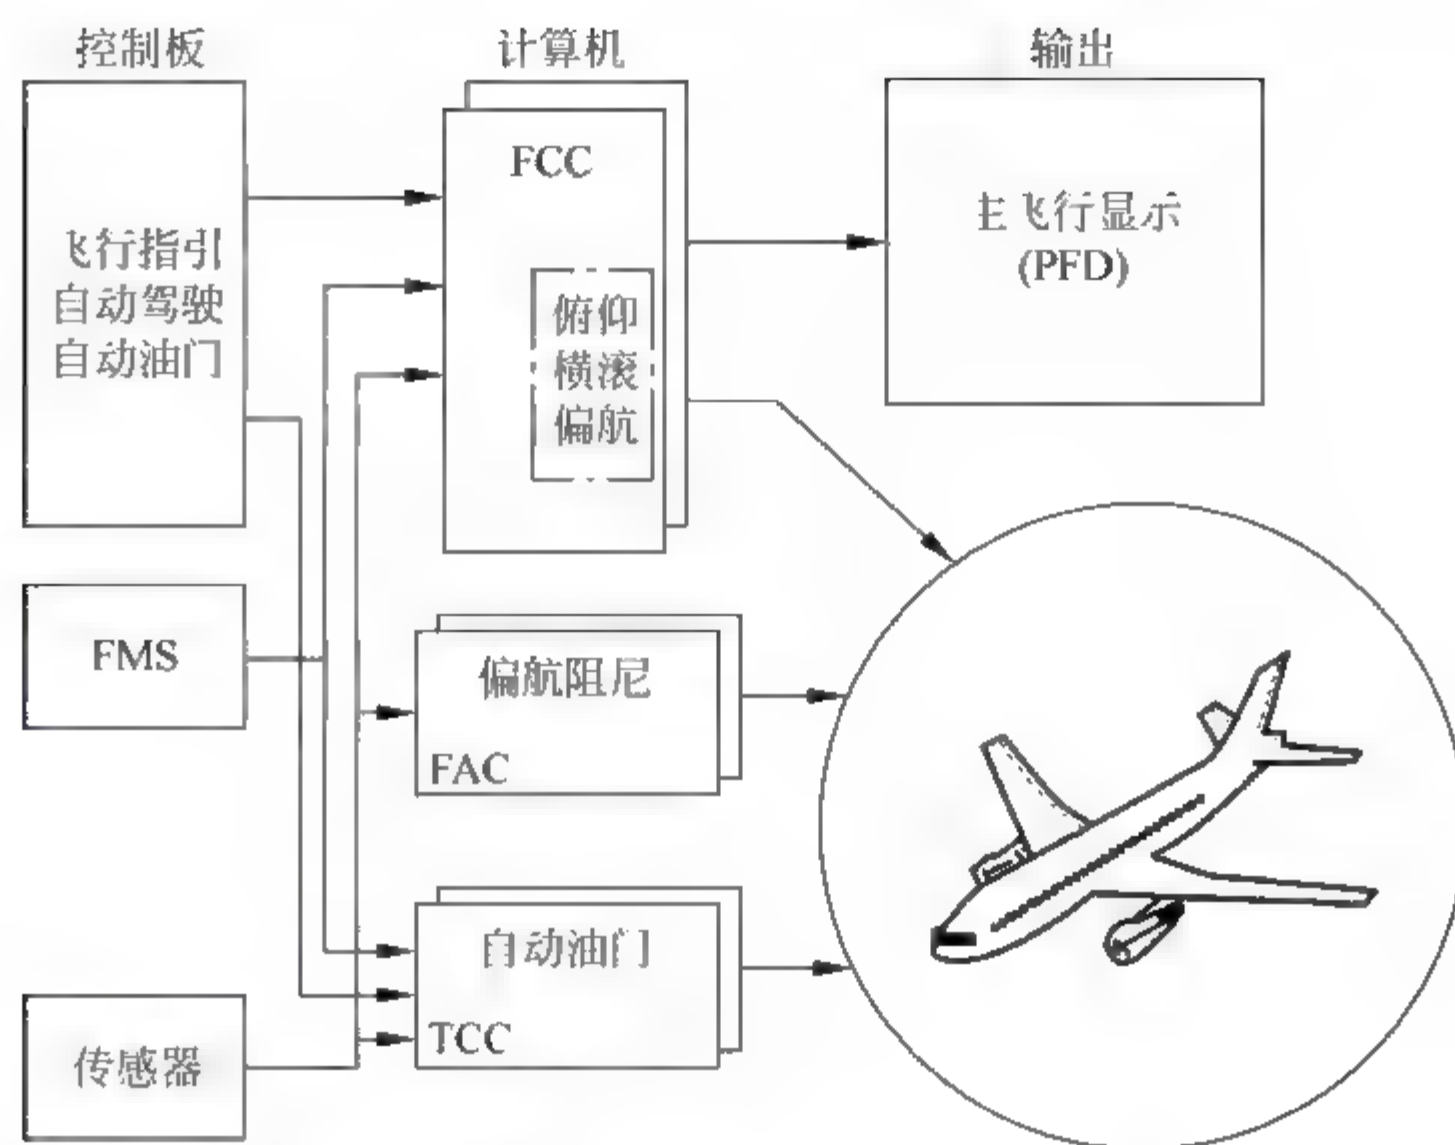 控制板
计算机
输出
飞行指引
自动驾驶
自动油门
FCC
俯仰
横滚
偏航
主飞行显示
(PFD)
FMS
偏航阻尼
FAC
自动油门
TCC
传感器